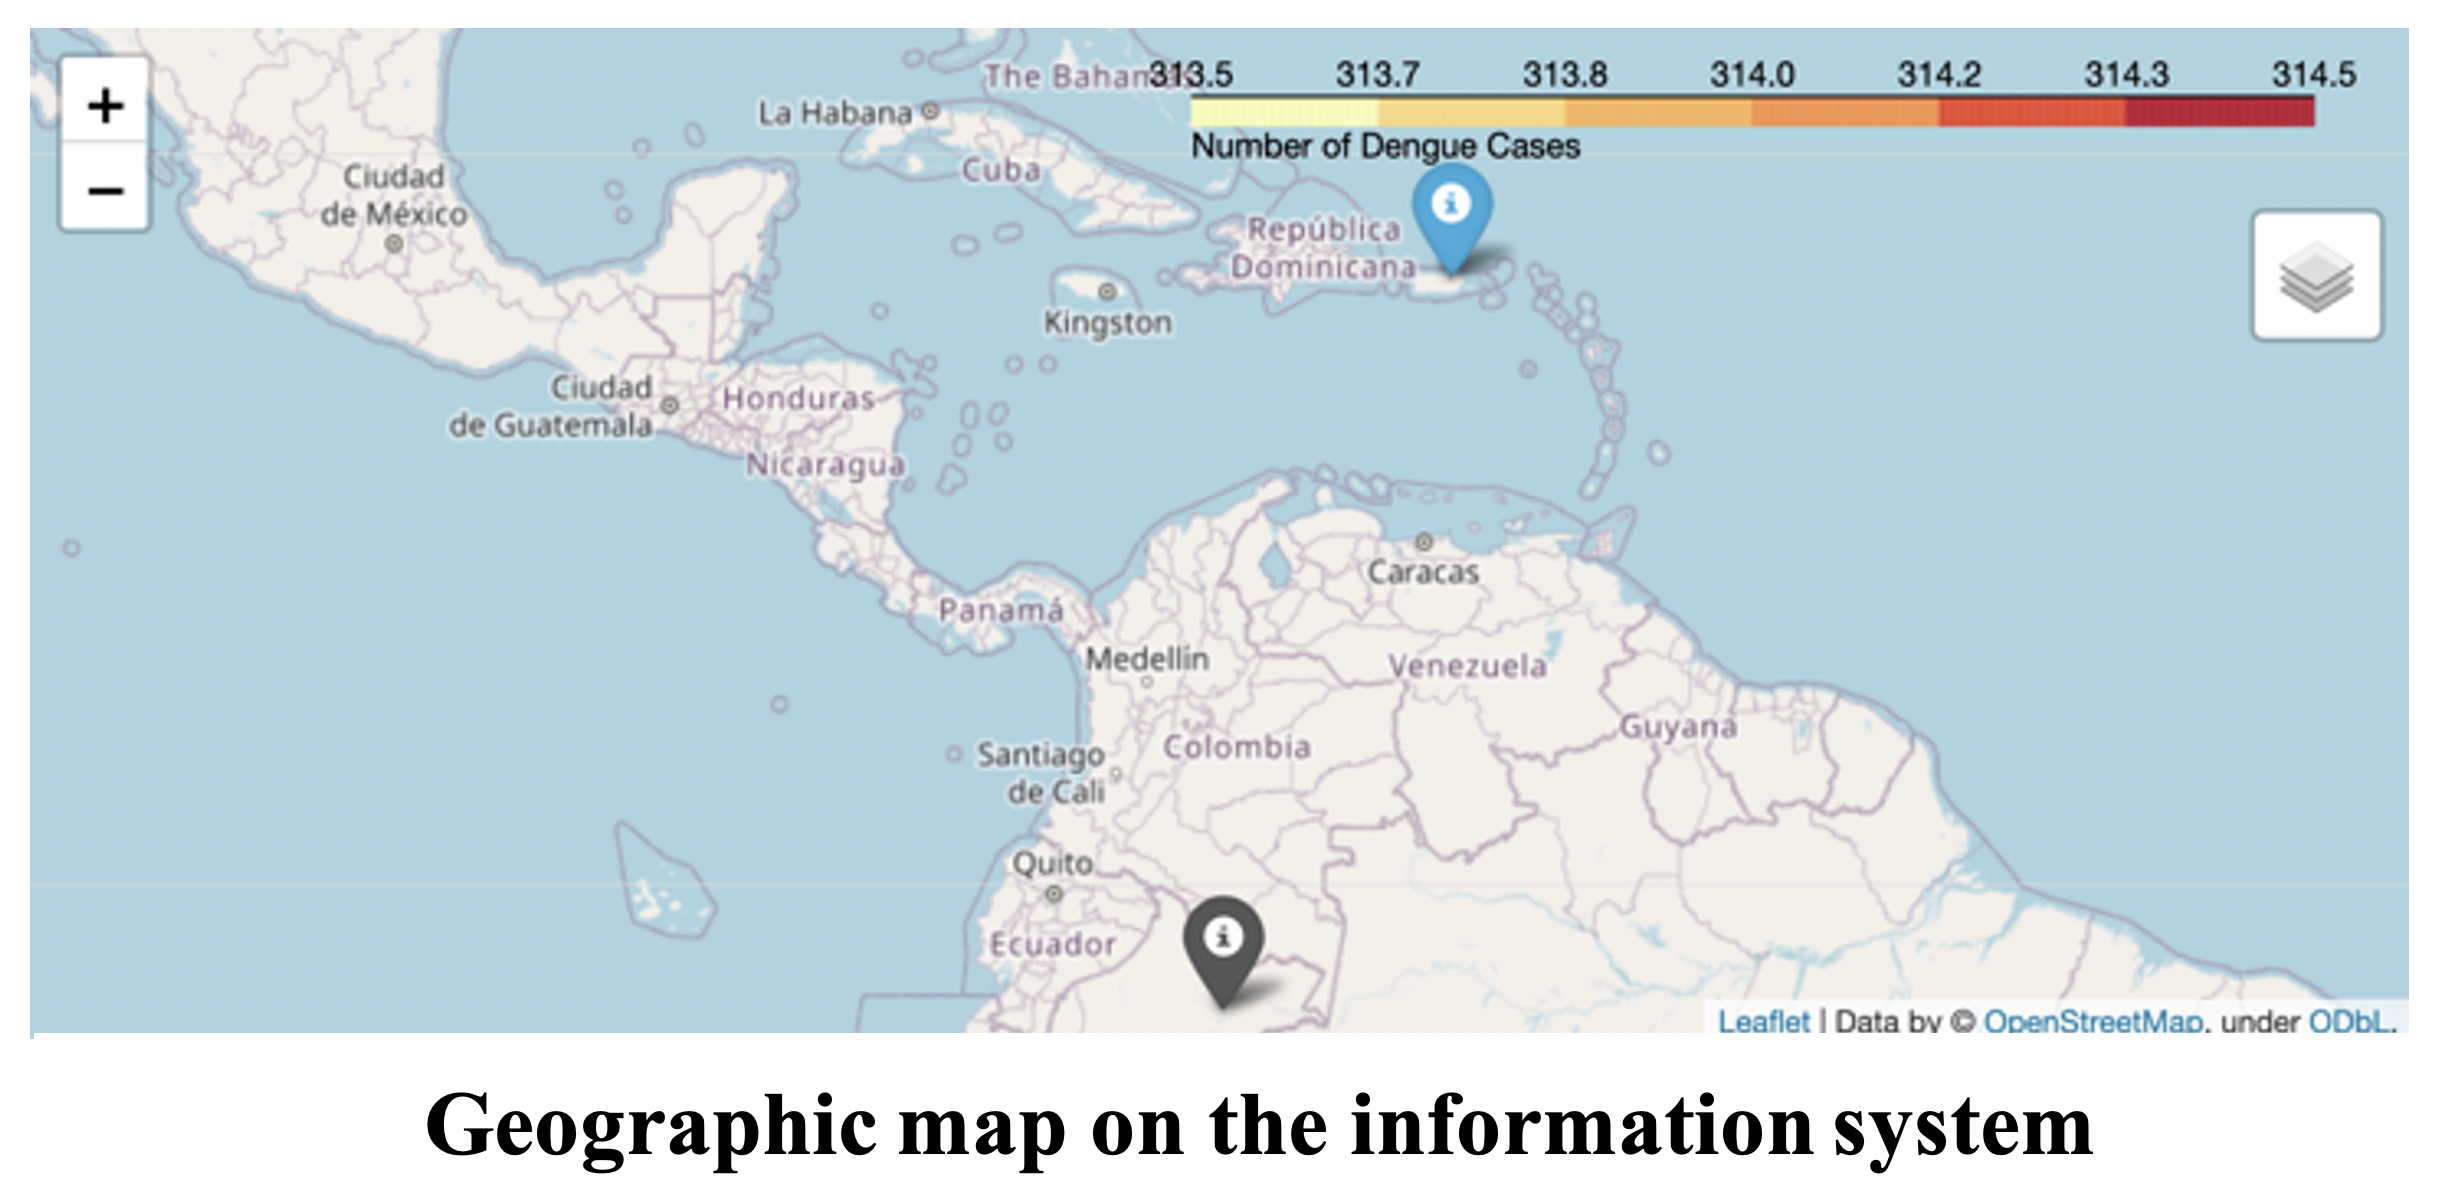 +
−
The Baham
313.5 313.7 313.8 314.0 314.2 314.3 314.5
Number of Dengue Cases
La Habana
Cuba
Ciudad
de México
República
Dominicana
Kingston
Ciudad
de Guatemala
Honduras
Nicaragua
Caracas
Panamá
Medellín
Venezuela
Guyana
Colombia
Santiago
de Cali
Quito
Ecuador
Leaflet | Data by © OpenStreetMap, under ODbL.
Geographic map on the information system